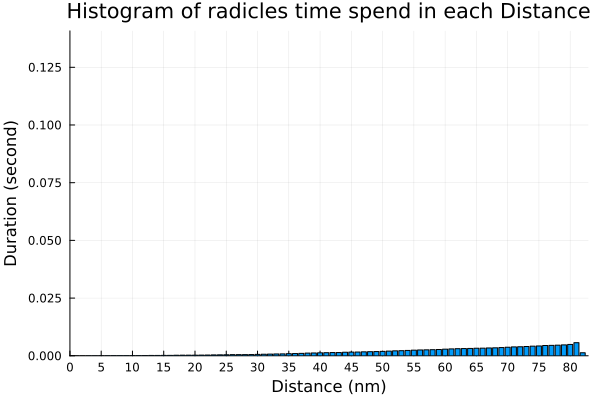 Histogram of radicles time spend in each Distance
0.125
0.100
0.075
0.050
0.025
0.000
Duration (second)
0 5 10 15 20 25 30 35 40 45 50 55 60 65 70 75 80
Distance (nm)